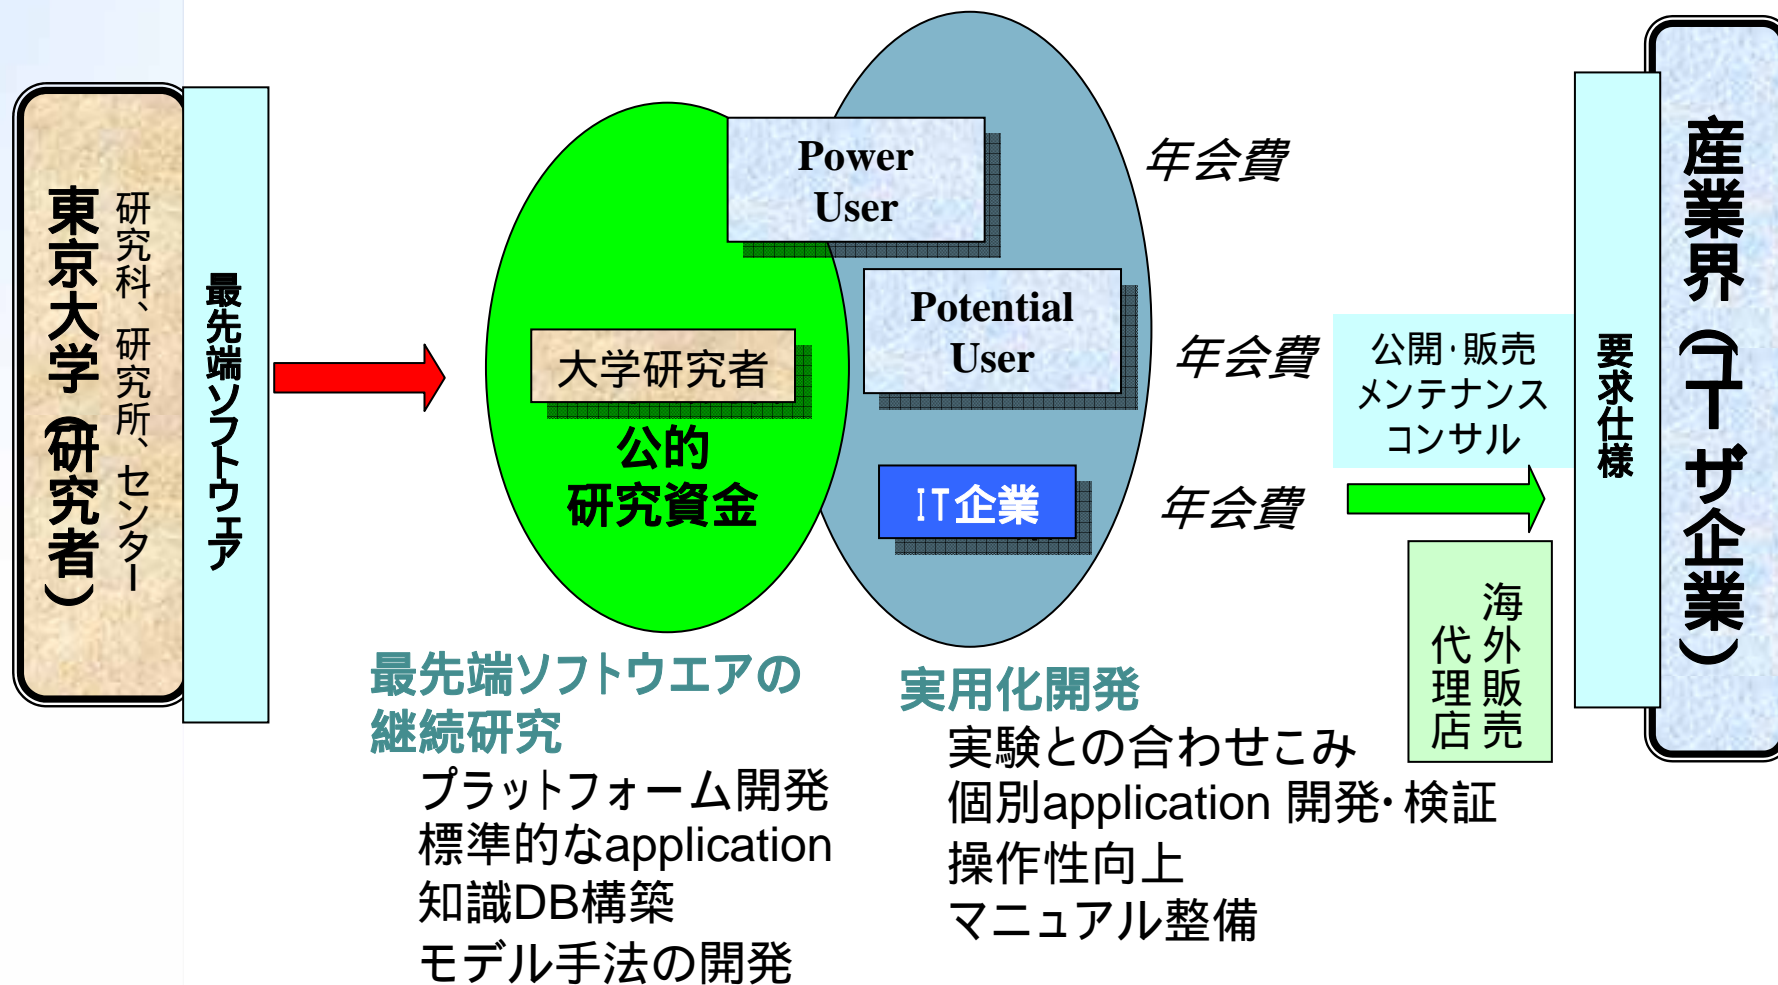 東京大学(研究者)
研究科、研究所、センター
最先端ソフトウエア
Power
User
Potential
User
大学研究者
公的
研究資金
IT企業
年会費
年会費
年会費
公開・販売
メンテナンス
コンサル
海外販売
代理店
要求仕様
産業界(ユーザ企業)
最先端ソフトウエアの
継続研究
プラットフォーム開発
標準的なapplication
知識DB構築
モデル手法の開発
実用化開発
実験との合わせこみ
個別application 開発・検証
操作性向上
マニュアル整備